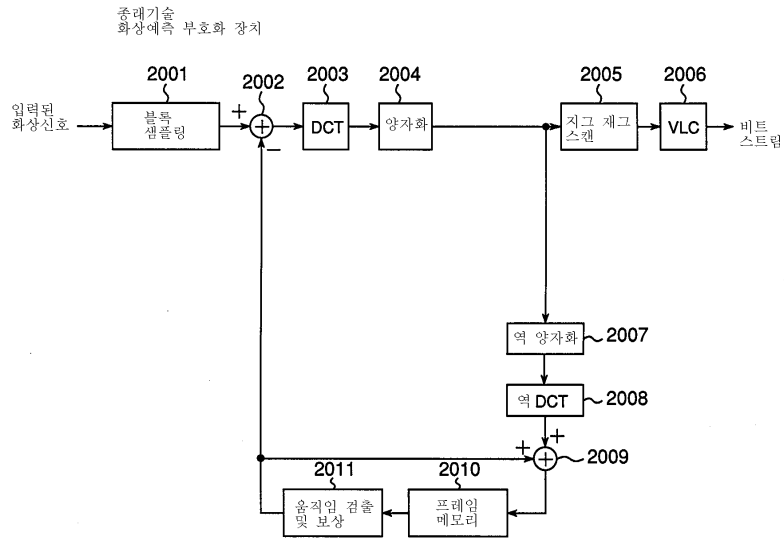 종래기술
화상예측 부호화 장치
2001
2002
2003
2004
2005
2006
입력된
화상신호
블록
샘플링
+
−
DCT
양자화
지그 재그
스캔
VLC
비트
스트림
역 양자화
2007
역 DCT
2008
+
+
2009
2011
2010
움직임 검출
및 보상
프레임
메모리